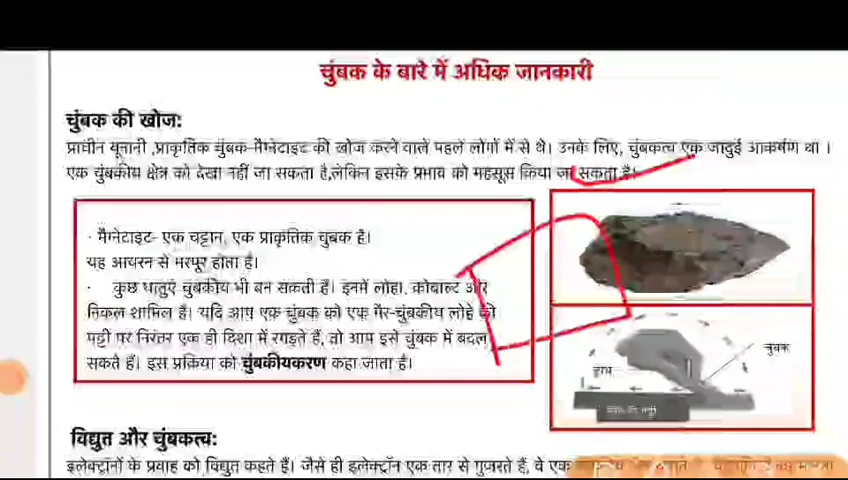 चुंबक के बारे में अधिक जानकारी
चुंबक की खोज:
प्राचीन यूनानी ,प्राकृतिक चुंबक-मैग्नेटाइट की खोज करने वाले पहले लोगों में से थे। उनके लिए, चुंबकत्व एक जादुई आकर्षण था ।
एक चुंबकीय क्षेत्र को देखा नहीं जा सकता है,लेकिन इसके प्रभाव को महसूस किया जा सकता है।
· मैग्नेटाइट- एक चट्टान, एक प्राकृतिक चुंबक है।
यह आयरन से भरपूर होता है।
· कुछ धातुएं चुंबकीय भी बन सकती हैं। इनमें लोहा, कोबाल्ट और
निकल शामिल हैं। यदि आप एक चुंबक को एक गैर-चुंबकीय लोहे की
पट्टी पर निरंतर एक ही दिशा में रगड़ते हैं, तो आप इसे चुंबक में बदल
सकते हैं। इस प्रक्रिया को चुंबकीयकरण कहा जाता है।
चुंबक
विद्युत और चुंबकत्व:
इलेक्ट्रॉनों के प्रवाह को विद्युत कहते हैं। जैसे ही इलेक्ट्रॉन एक तार से गुजरते हैं, वे एक